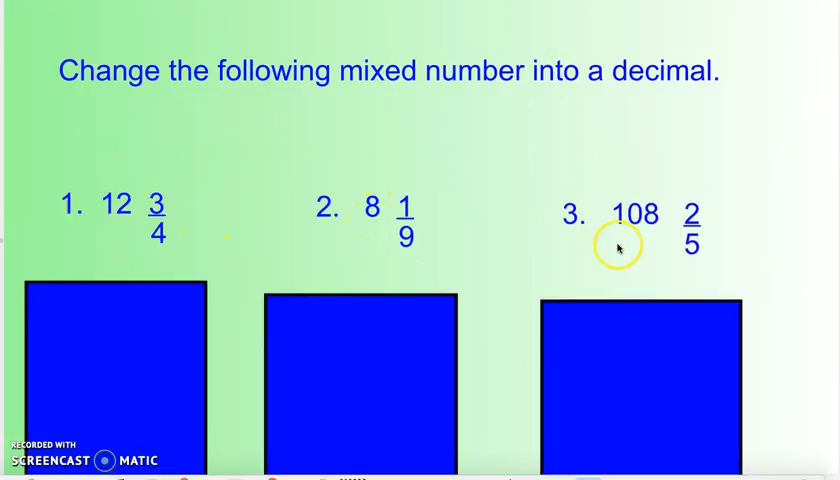 Change the following mixed number into a decimal.
1. 12 3/4
2. 8 1/9
3. 108 2/5
RECORDED WITH
SCREENCAST MATIC